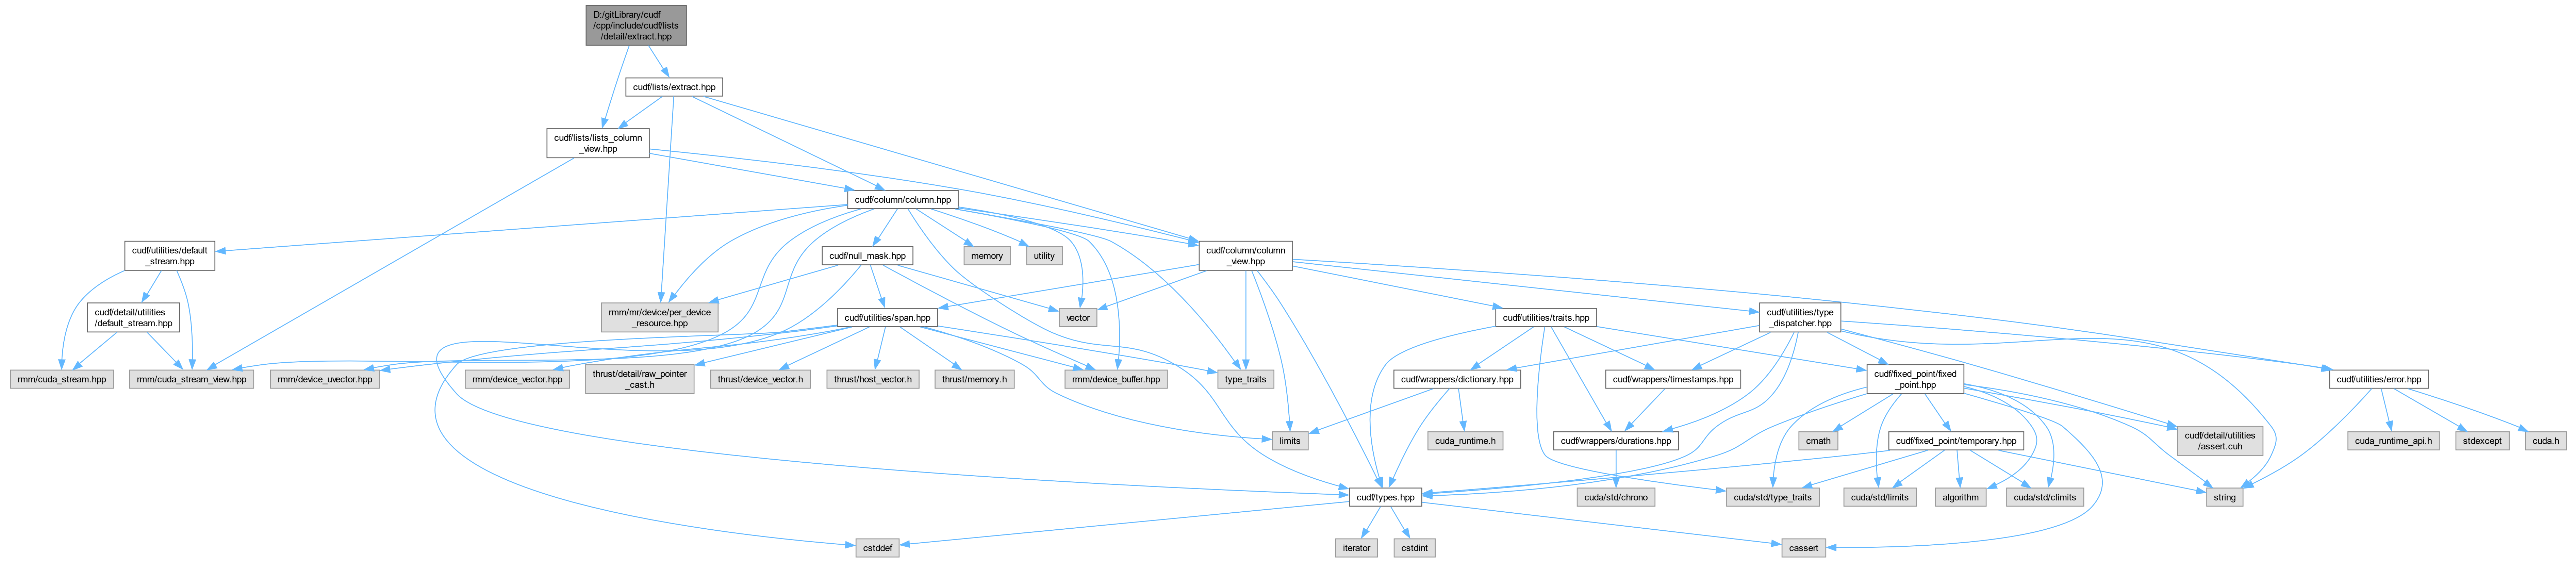 D:/gitLibrary/cudf
/cpp/include/cudf/lists
/detail/extract.hpp
cudf/lists/extract.hpp
cudf/lists/lists_column
_view.hpp
cudf/column/column.hpp
cudf/utilities/default
_stream.hpp
cudf/null_mask.hpp
memory
utility
cudf/column/column
_view.hpp
cudf/detail/utilities
/default_stream.hpp
rmm/mr/device/per_device
_resource.hpp
cudf/utilities/span.hpp
vector
cudf/utilities/traits.hpp
cudf/utilities/type
_dispatcher.hpp
rmm/cuda_stream.hpp
rmm/cuda_stream_view.hpp
rmm/device_uvector.hpp
rmm/device_vector.hpp
thrust/detail/raw_pointer
_cast.h
thrust/device_vector.h
thrust/host_vector.h
thrust/memory.h
rmm/device_buffer.hpp
type_traits
cudf/wrappers/dictionary.hpp
cudf/wrappers/timestamps.hpp
cudf/fixed_point/fixed
_point.hpp
cudf/utilities/error.hpp
limits
cuda_runtime.h
cudf/wrappers/durations.hpp
cmath
cudf/fixed_point/temporary.hpp
cudf/detail/utilities
/assert.cuh
cuda_runtime_api.h
stdexcept
cuda.h
cudf/types.hpp
cuda/std/chrono
cuda/std/type_traits
cuda/std/limits
algorithm
cuda/std/climits
string
cstddef
iterator
cstdint
cassert